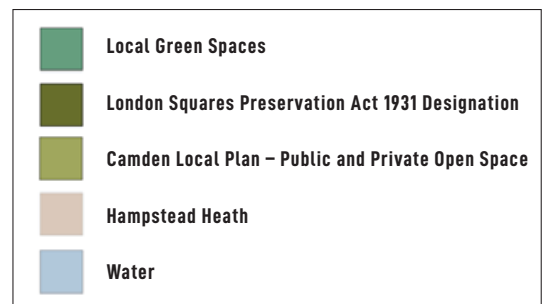 Local Green Spaces
London Squares Preservation Act 1931 Designation
Camden Local Plan – Public and Private Open Space
Hampstead Heath
Water